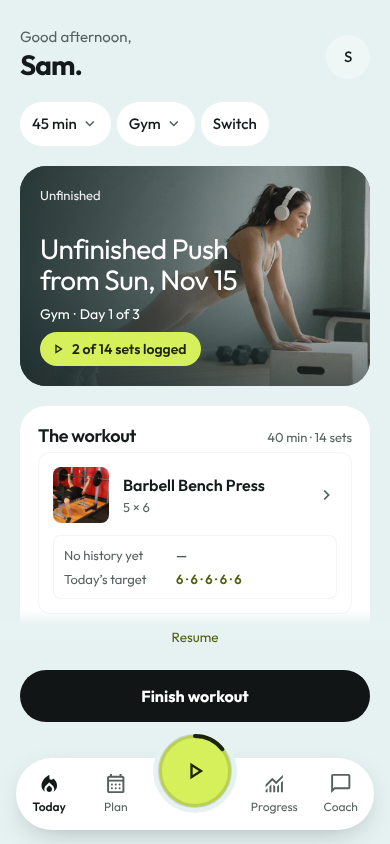 Good afternoon,
Sam.
S
45 min
Gym
Switch
Unfinished
Unfinished Push
from Sun, Nov 15
Gym · Day 1 of 3
2 of 14 sets logged
The workout
40 min · 14 sets
Barbell Bench Press
5 × 6
No history yet
—
Today's target
6 · 6 · 6 · 6 · 6
Resume
Finish workout
Today
Plan
Progress
Coach